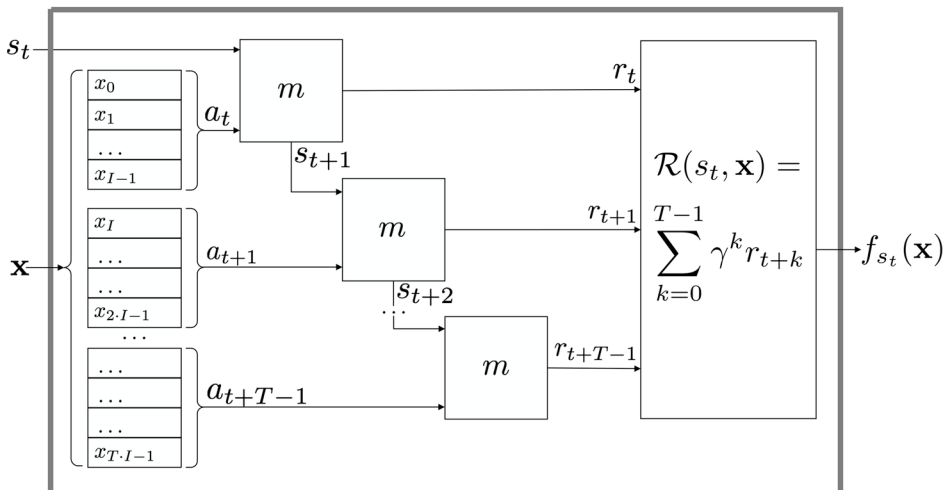 s_t
x_0
x_1
...
x_{I-1}
a_t
m
r_t
s_{t+1}
x_I
...
...
x_{2·I-1}
a_{t+1}
m
r_{t+1}
𝐱
s_{t+2}
...
...
...
...
...
x_{T·I-1}
a_{t+T-1}
m
r_{t+T-1}
ℛ(s_t, 𝐱) =
∑_{k=0}^{T-1} γ^k r_{t+k}
f_{s_t}(𝐱)